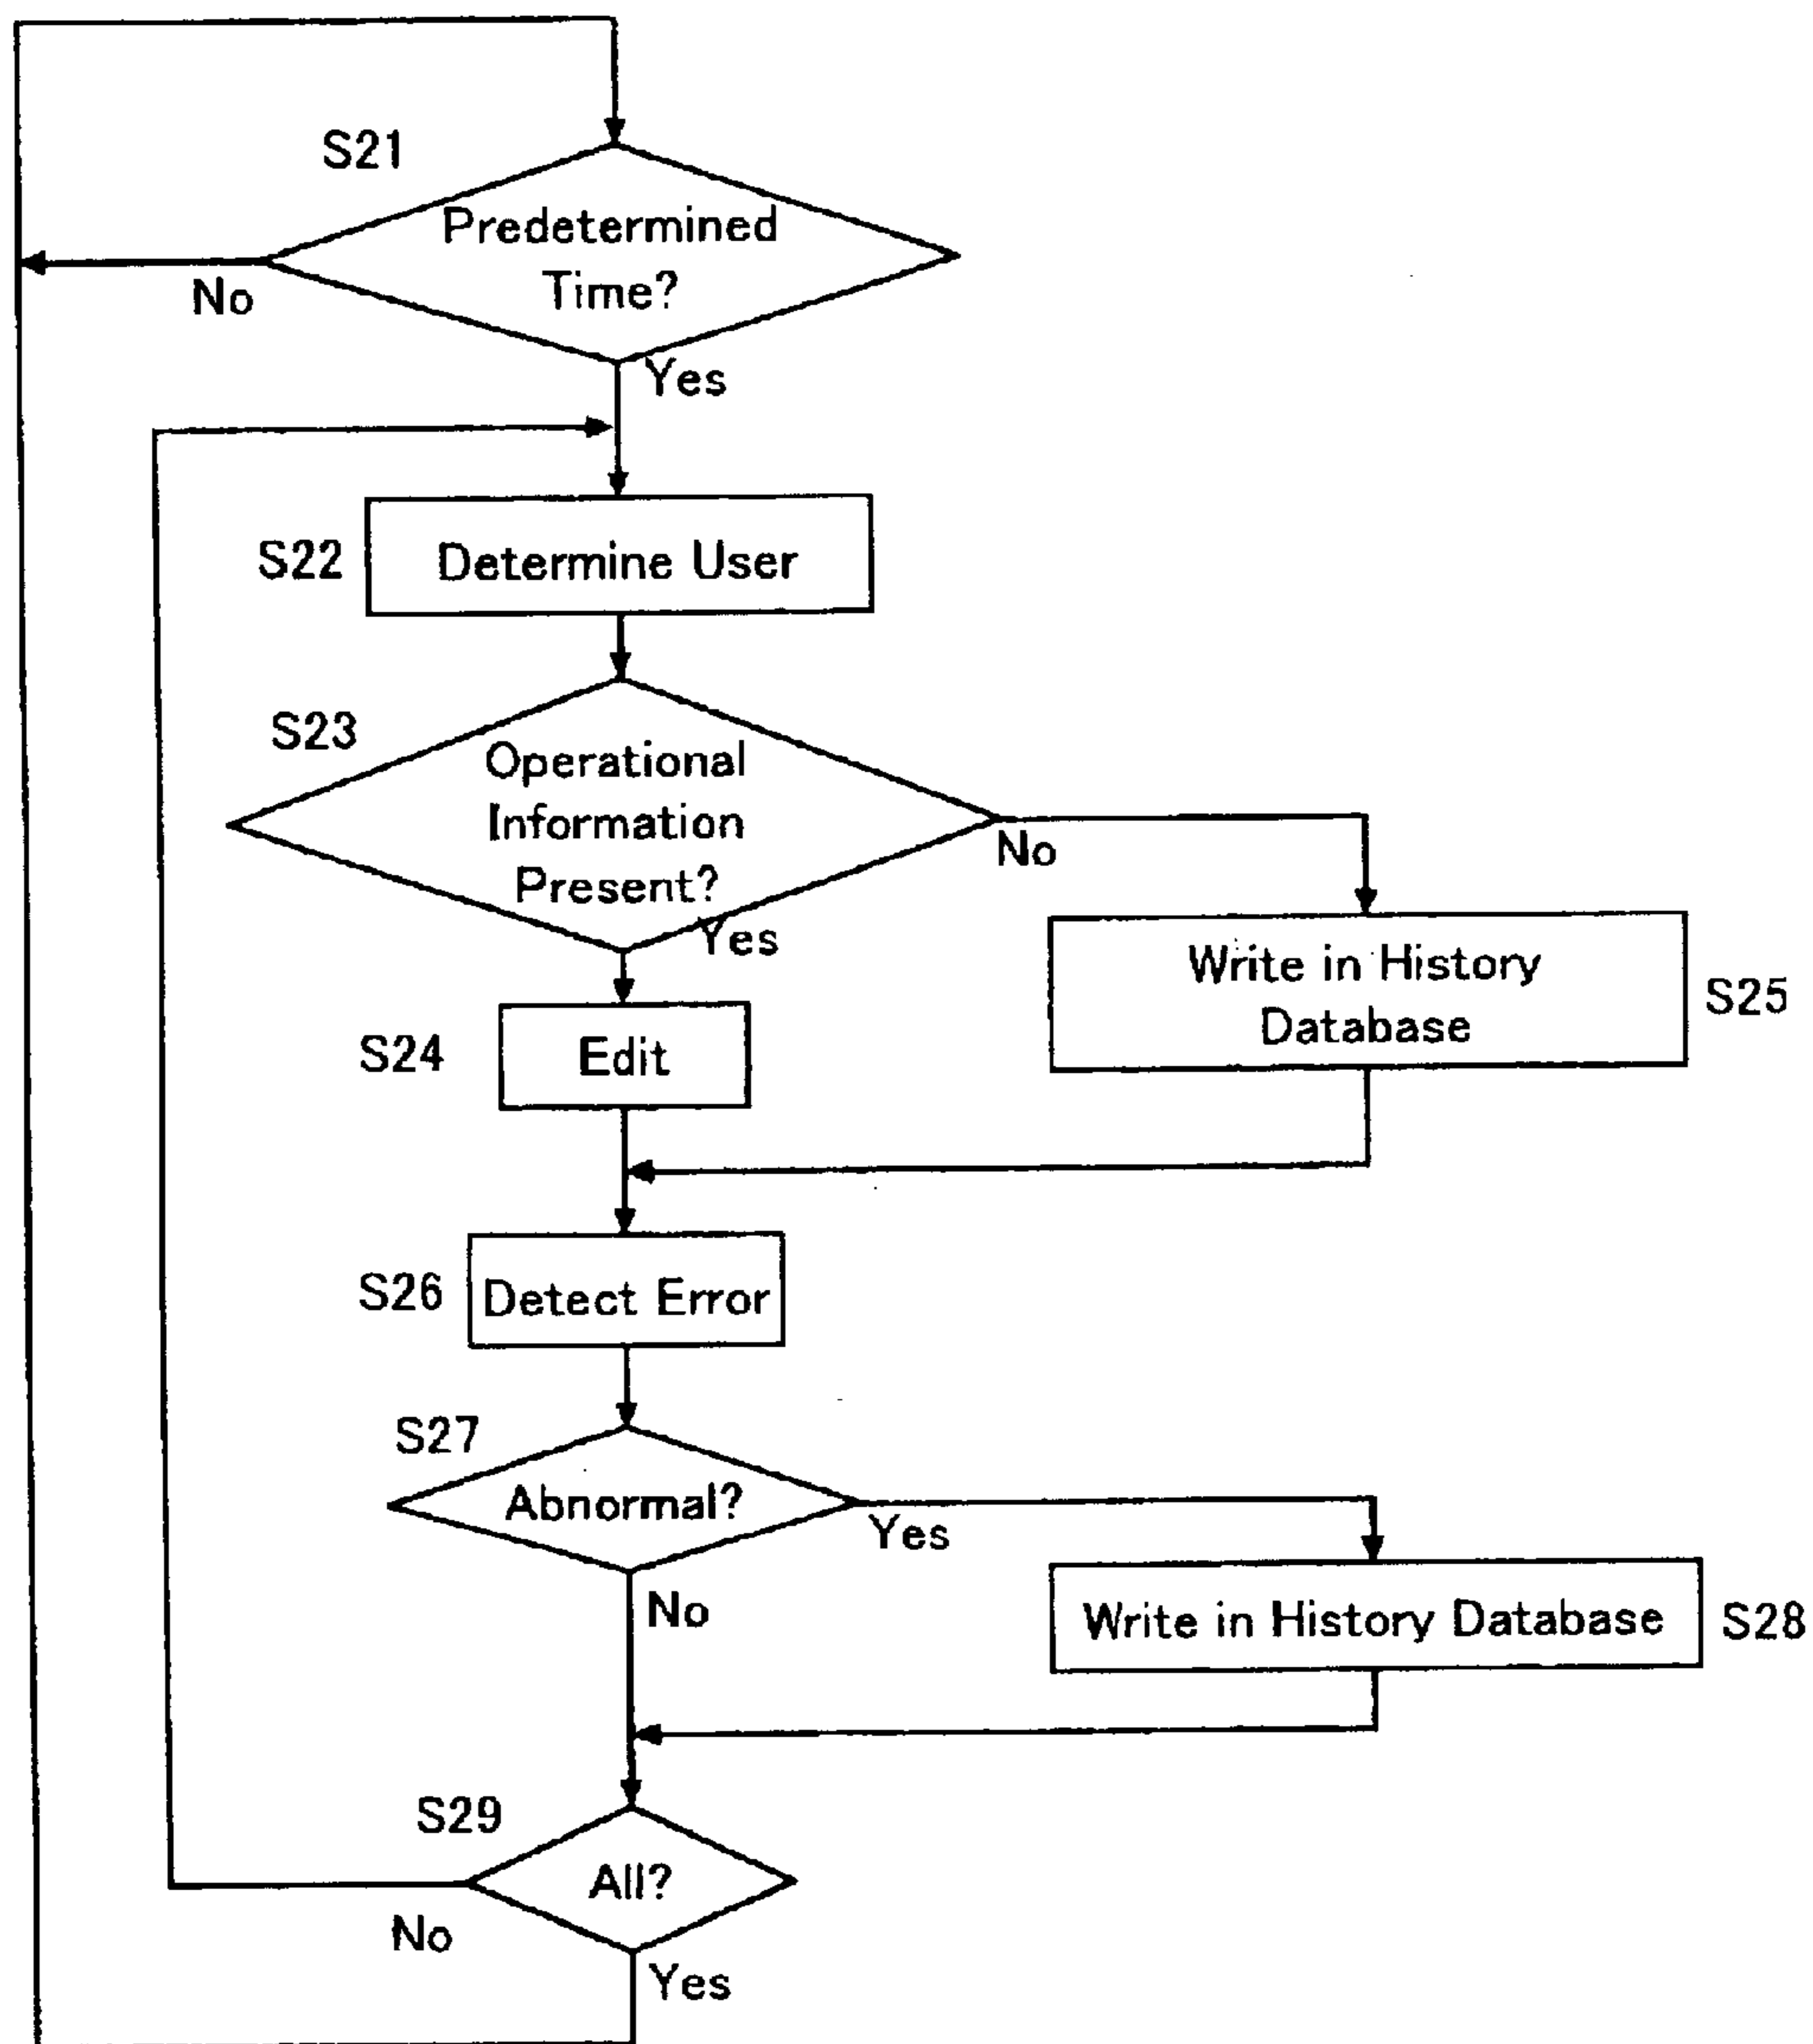 S21
Predetermined
Time?
No
Yes
S22
Determine User
S23
Operational
Information
Present?
No
Yes
Write in History
Database
S25
S24
Edit
S26
Detect Error
S27
Abnormal?
Yes
No
Write in History Database
S28
S29
All?
No
Yes